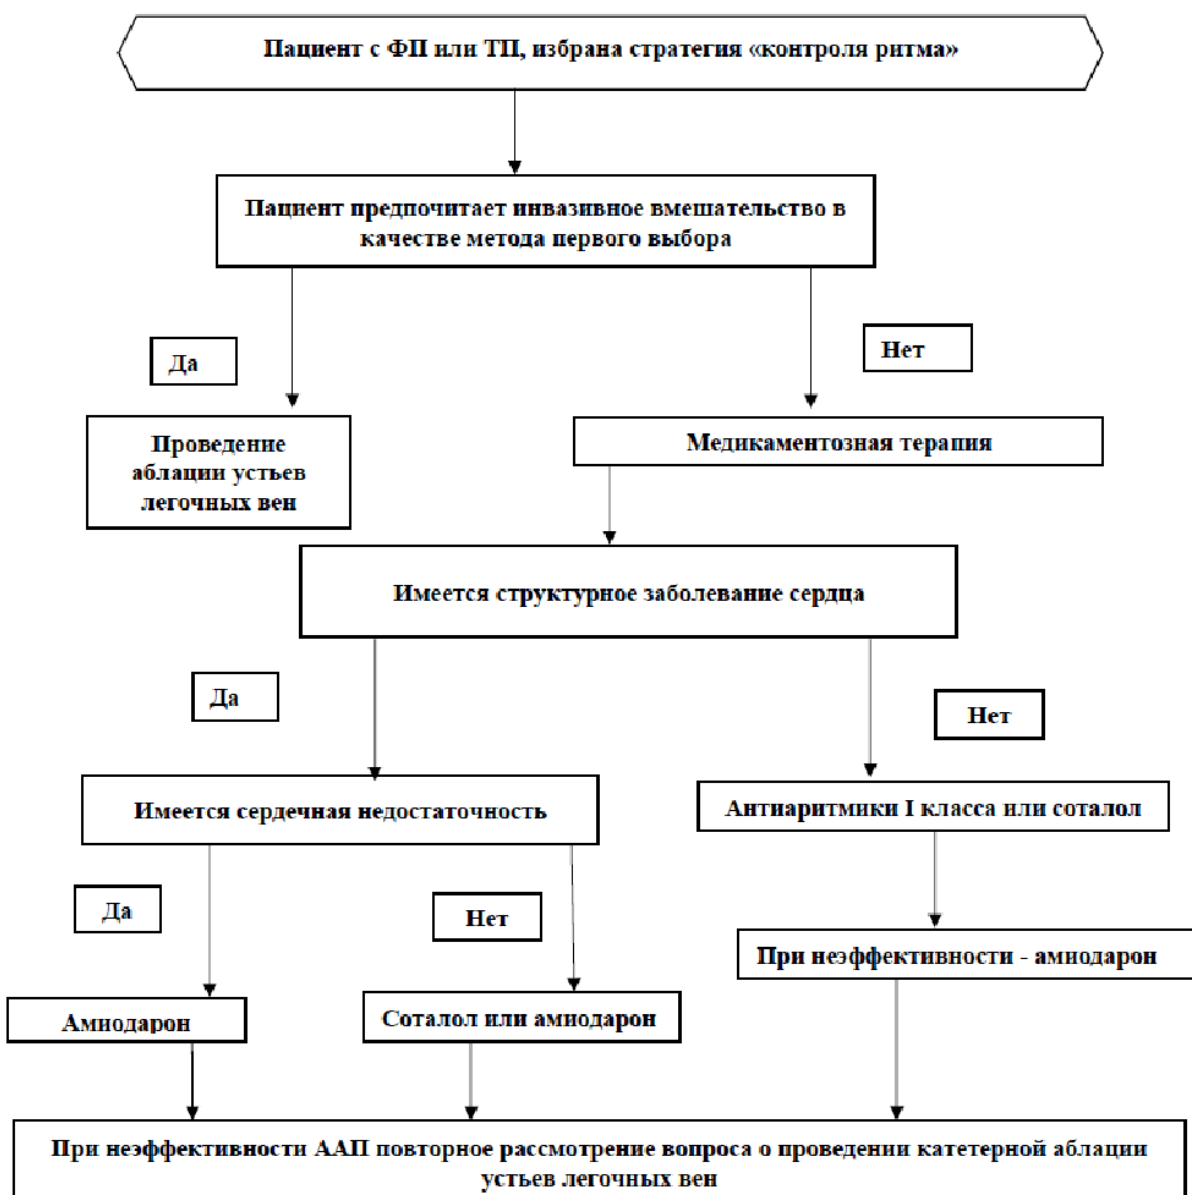 Пациент с ФП или ТП, избрана стратегия «контроля ритма»
Пациент предпочитает инвазивное вмешательство в
качестве метода первого выбора
Да
Нет
Проведение
аблации устьев
легочных вен
Медикаментозная терапия
Имеется структурное заболевание сердца
Да
Нет
Имеется сердечная недостаточность
Антиаритмики I класса или соталол
Да
Нет
При неэффективности - амиодарон
Амиодарон
Соталол или амиодарон
При неэффективности ААП повторное рассмотрение вопроса о проведении катетерной аблации
устьев легочных вен